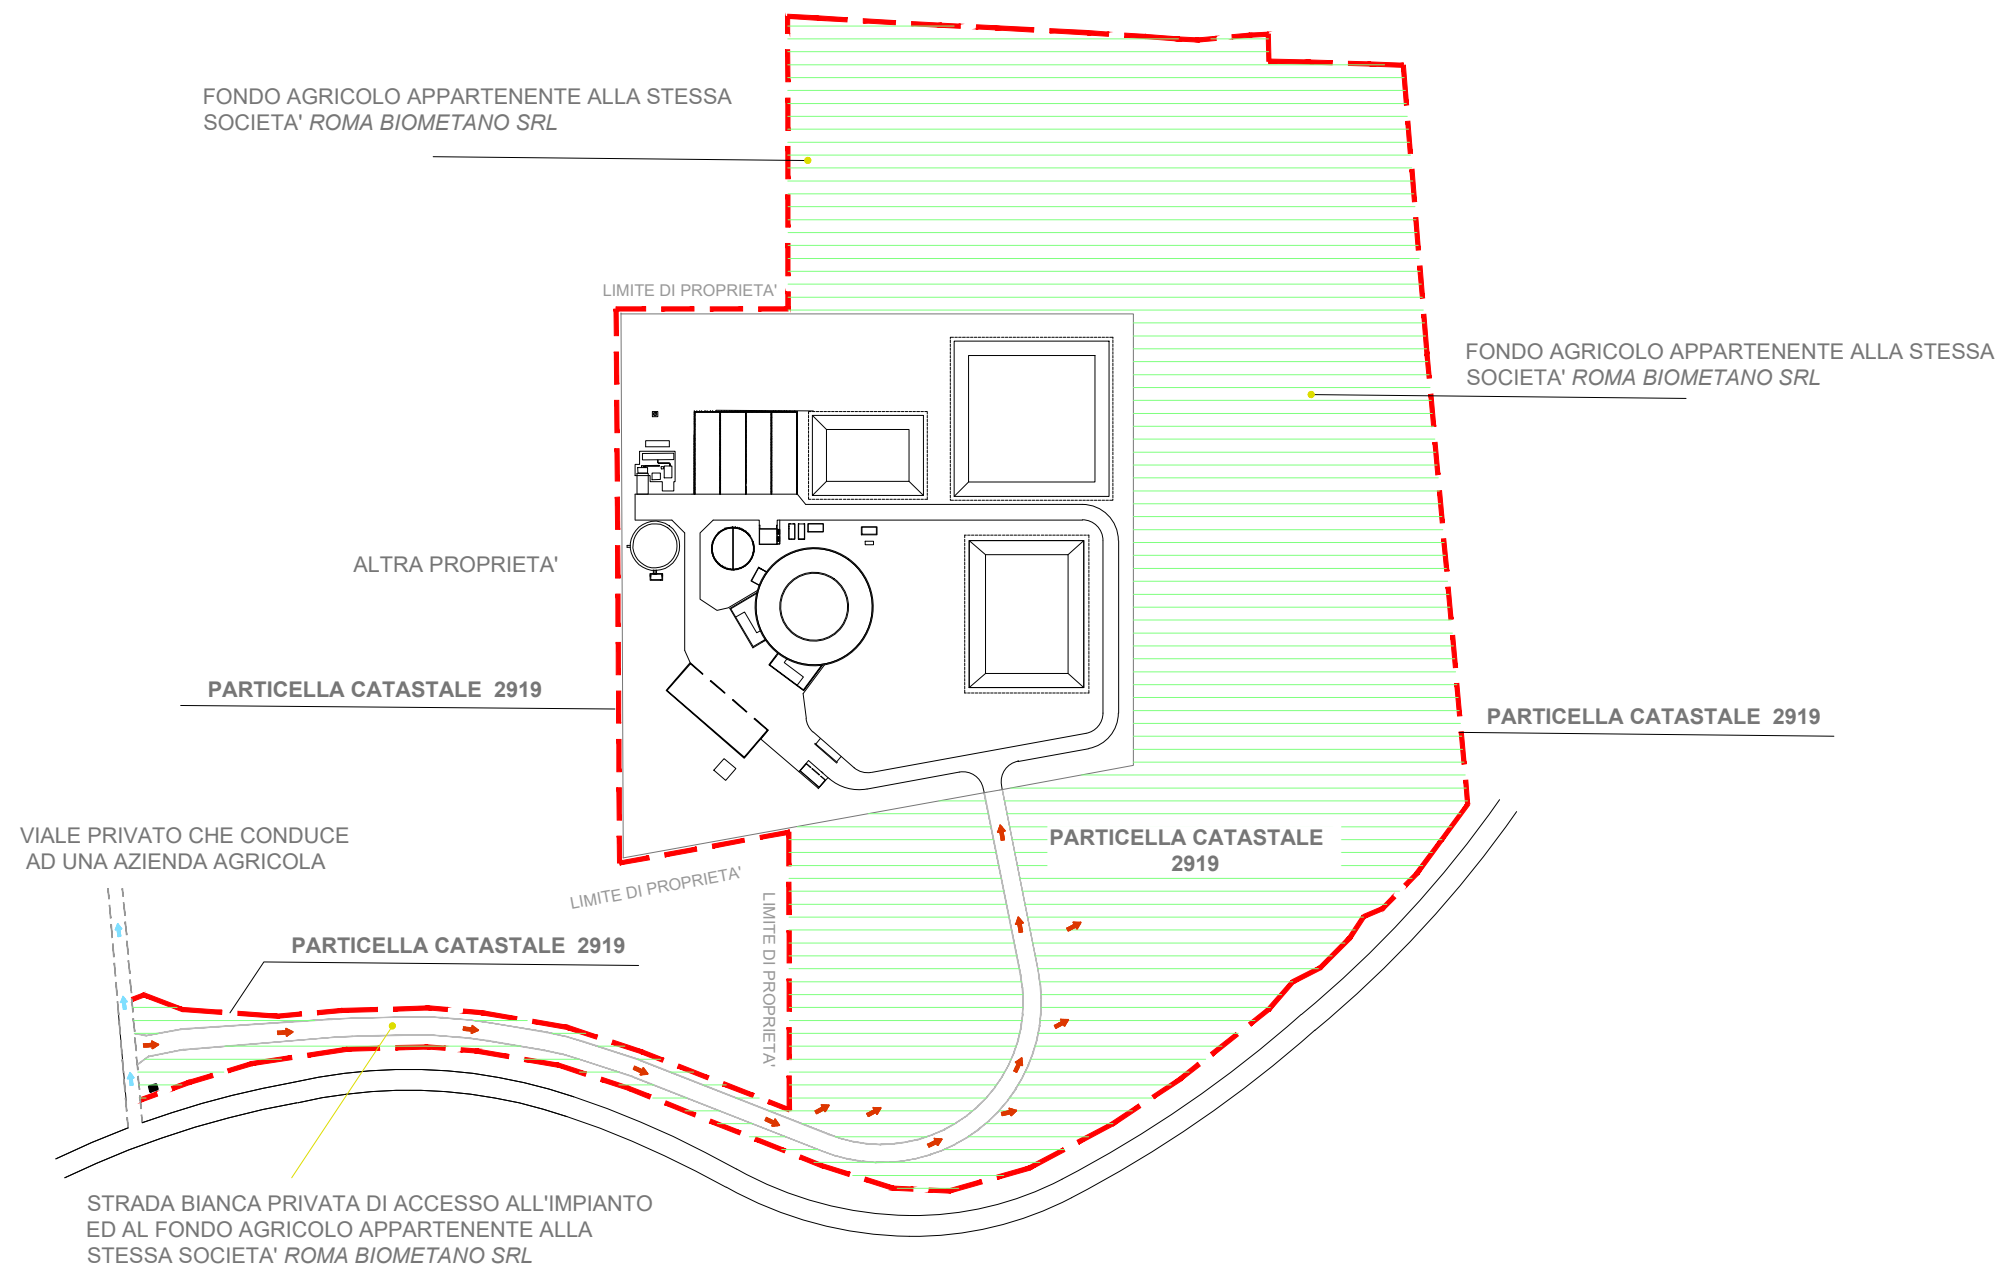 FONDO AGRICOLO APPARTENENTE ALLA STESSA
SOCIETA' ROMA BIOMETANO SRL
LIMITE DI PROPRIETA'
FONDO AGRICOLO APPARTENENTE ALLA STESSA
SOCIETA' ROMA BIOMETANO SRL
ALTRA PROPRIETA'
PARTICELLA CATASTALE 2919
PARTICELLA CATASTALE 2919
VIALE PRIVATO CHE CONDUCE
AD UNA AZIENDA AGRICOLA
PARTICELLA CATASTALE
2919
LIMITE DI PROPRIETA'
LIMITE DI PROPRIETA'
PARTICELLA CATASTALE 2919
STRADA BIANCA PRIVATA DI ACCESSO ALL'IMPIANTO
ED AL FONDO AGRICOLO APPARTENENTE ALLA
STESSA SOCIETA' ROMA BIOMETANO SRL